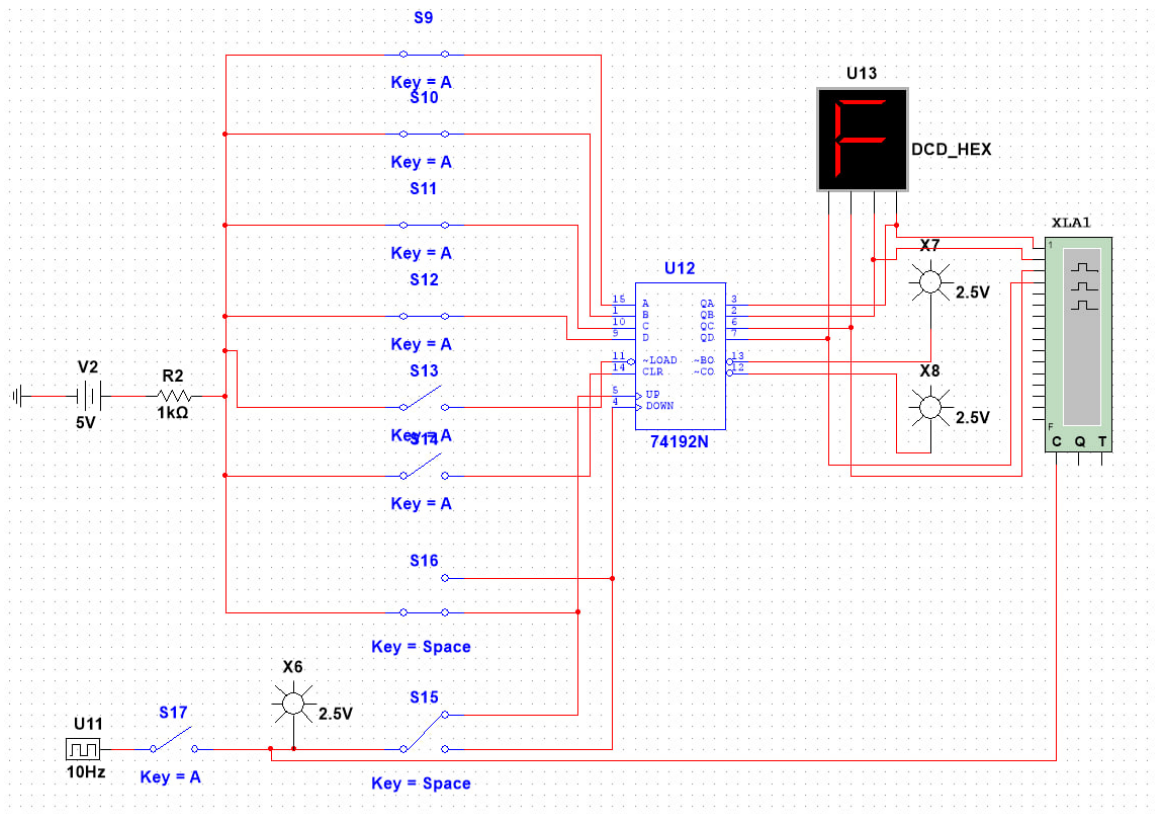 S9
Key = A
S10
Key = A
S11
Key = A
S12
Key = A
S13
Key = A
S14
Key = A
S16
Key = Space
S15
Key = Space
V2
5V
R2
1kΩ
U11
10Hz
S17
Key = A
X6
2.5V
U12
15 A QA 3
1 B QB 2
10 C QC 6
9 D QD 7
11 ~LOAD ~BO 13
14 CLR ~CO 12
5 UP
4 DOWN
74192N
U13
F
DCD_HEX
X7
2.5V
X8
2.5V
XLA1
1
F
C Q T